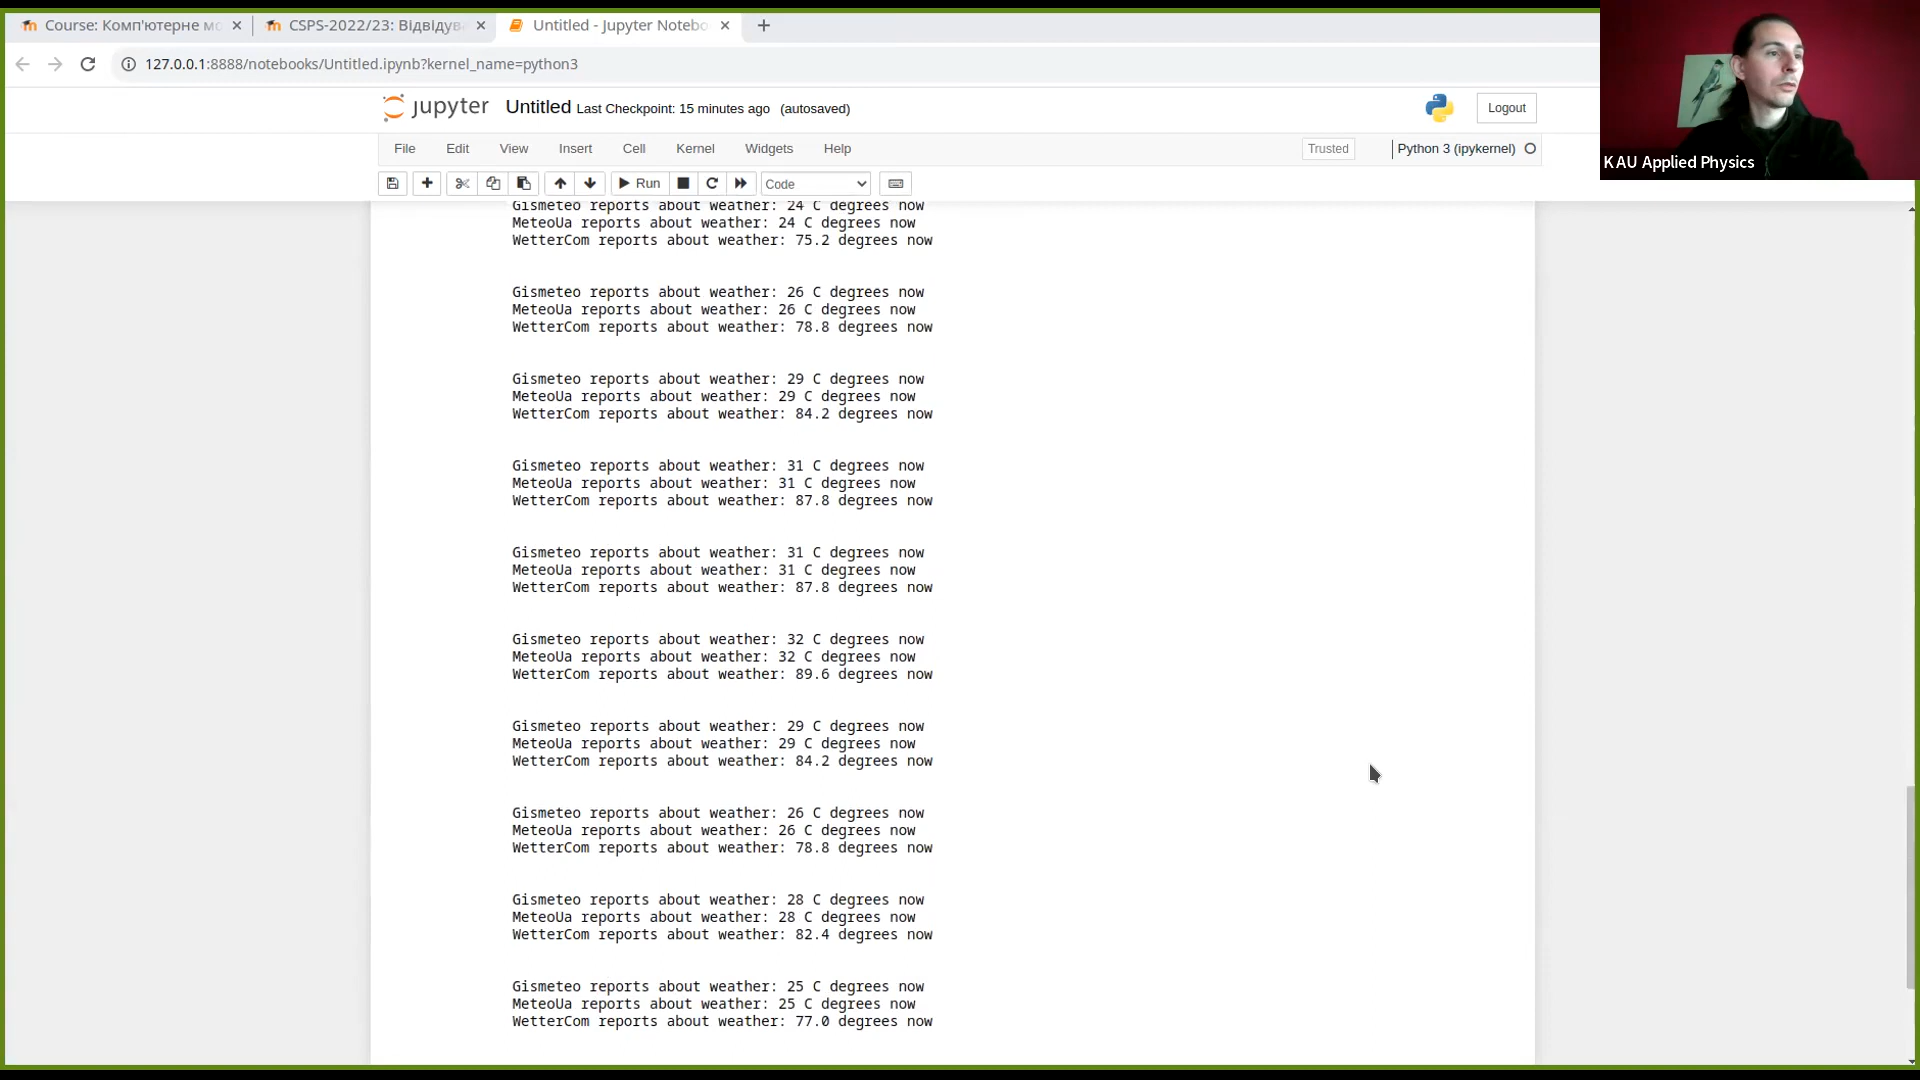 Course: Комп'ютерне мо
CSPS-2022/23: Відвідува
Untitled - Jupyter Notebo
127.0.0.1:8888/notebooks/Untitled.ipynb?kernel_name=python3
jupyter Untitled Last Checkpoint: 15 minutes ago (autosaved)
Logout
File Edit View Insert Cell Kernel Widgets Help
Trusted
Python 3 (ipykernel)
Run
Code
KAU Applied Physics
Gismeteo reports about weather: 24 C degrees now
MeteoUa reports about weather: 24 C degrees now
WetterCom reports about weather: 75.2 degrees now
Gismeteo reports about weather: 26 C degrees now
MeteoUa reports about weather: 26 C degrees now
WetterCom reports about weather: 78.8 degrees now
Gismeteo reports about weather: 29 C degrees now
MeteoUa reports about weather: 29 C degrees now
WetterCom reports about weather: 84.2 degrees now
Gismeteo reports about weather: 31 C degrees now
MeteoUa reports about weather: 31 C degrees now
WetterCom reports about weather: 87.8 degrees now
Gismeteo reports about weather: 31 C degrees now
MeteoUa reports about weather: 31 C degrees now
WetterCom reports about weather: 87.8 degrees now
Gismeteo reports about weather: 32 C degrees now
MeteoUa reports about weather: 32 C degrees now
WetterCom reports about weather: 89.6 degrees now
Gismeteo reports about weather: 29 C degrees now
MeteoUa reports about weather: 29 C degrees now
WetterCom reports about weather: 84.2 degrees now
Gismeteo reports about weather: 26 C degrees now
MeteoUa reports about weather: 26 C degrees now
WetterCom reports about weather: 78.8 degrees now
Gismeteo reports about weather: 28 C degrees now
MeteoUa reports about weather: 28 C degrees now
WetterCom reports about weather: 82.4 degrees now
Gismeteo reports about weather: 25 C degrees now
MeteoUa reports about weather: 25 C degrees now
WetterCom reports about weather: 77.0 degrees now